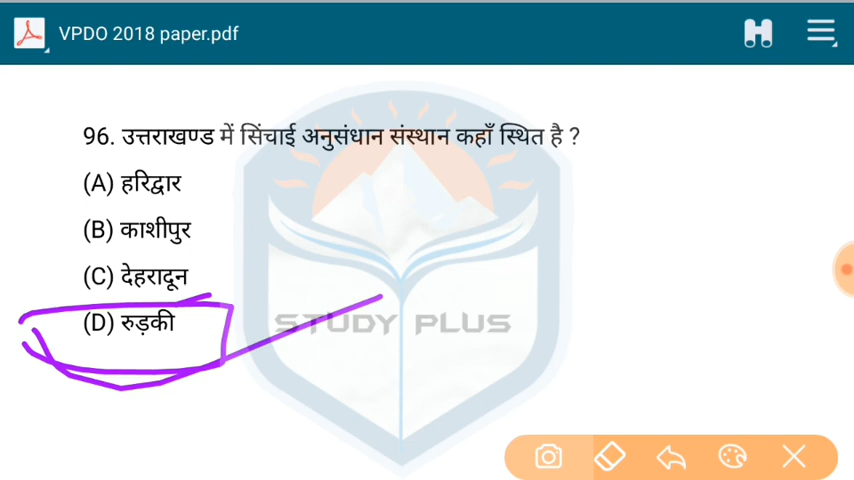 VPDO 2018 paper.pdf
96. उत्तराखण्ड में सिंचाई अनुसंधान संस्थान कहाँ स्थित है ?
(A) हरिद्वार
(B) काशीपुर
(C) देहरादून
(D) रुड़की
STUDY PLUS